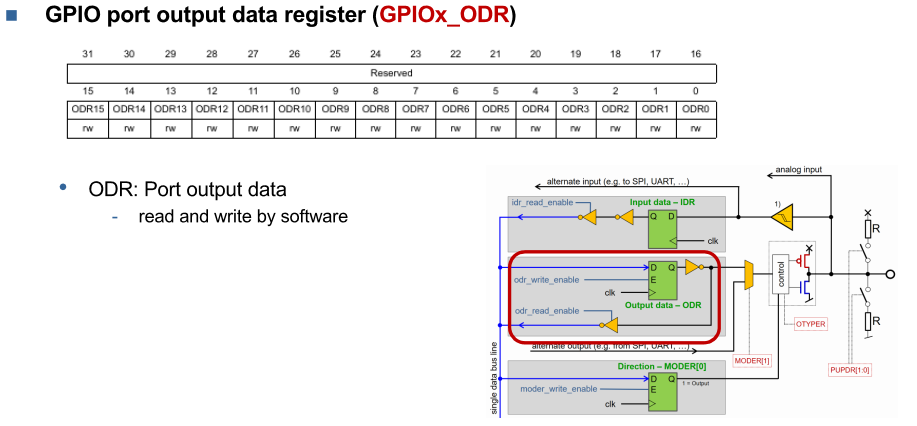 GPIO port output data register (GPIOx_ODR)
31 30 29 28 27 26 25 24 23 22 21 20 19 18 17 16
Reserved
15 14 13 12 11 10 9 8 7 6 5 4 3 2 1 0
ODR15 ODR14 ODR13 ODR12 ODR11 ODR10 ODR9 ODR8 ODR7 ODR6 ODR5 ODR4 ODR3 ODR2 ODR1 ODR0
rw rw rw rw rw rw rw rw rw rw rw rw rw rw rw rw
• ODR: Port output data
- read and write by software
analog input
alternate input (e.g. to SPI, UART, …)
idr_read_enable
Input data – IDR
Q D
clk
1)
R
D Q
odr_write_enable
E
clk
Output data – ODR
odr_read_enable
control
OTYPER
R
alternate output (e.g. from SPI, UART, …)
MODER[1]
PUPDR[1:0]
Direction – MODER[0]
D Q
1 = Output
moder_write_enable
E
clk
single data bus line